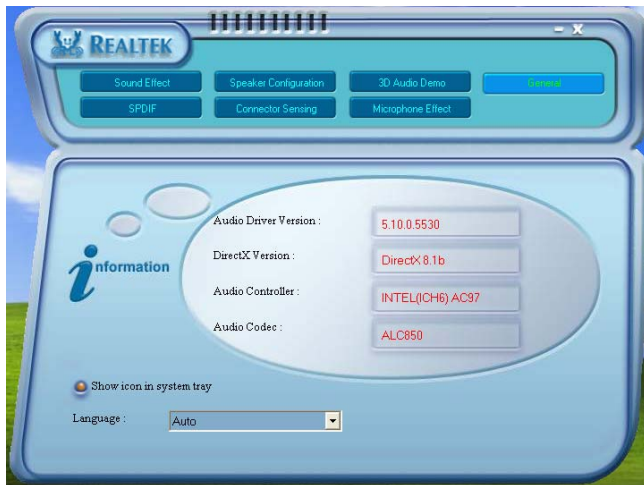 REALTEK
Sound Effect
Speaker Configuration
3D Audio Demo
General
SPDIF
Connector Sensing
Microphone Effect
information
Audio Driver Version :
5.10.0.5530
DirectX Version :
DirectX 8.1b
Audio Controller :
INTEL(ICH6) AC97
Audio Codec :
ALC850
Show icon in system tray
Language :
Auto